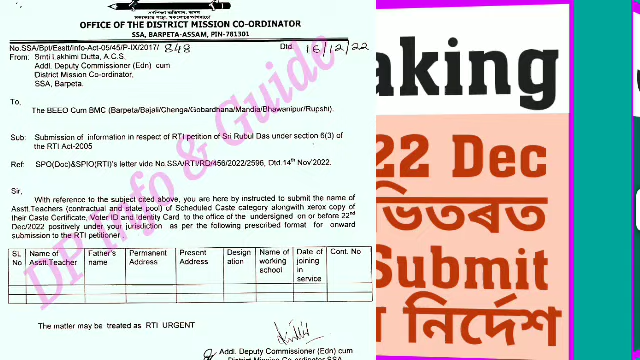 OFFICE OF THE DISTRICT MISSION CO-ORDINATOR
SSA, BARPETA-ASSAM, PIN-781301
No.SSA/Bpt/Estt/Info-Act-05/45/P-IX/2017/ 848 Dtd 16/12/22
From: Smti Lakhimi Dutta, A.C.S.
Addl. Deputy Commissioner (Edn) cum
District Mission Co-ordinator,
SSA, Barpeta.
To
The BEEO Cum BMC (Barpeta/Bajali/Chenga/Gobardhana/Mandia/Bhawanipur/Rupshi).
Sub: Submission of information in respect of RTI petition of Sri Rubul Das under section 6(3) of
the RTI Act-2005
Ref: SPO(Doc)&SPIO(RTI)'s letter vide No.SSA/RTI/RD/456/2022/2596, Dtd.14th Nov'2022.
Sir,
With reference to the subject cited above, you are here by instructed to submit the name of
Asstt.Teachers (contractual and state pool) of Scheduled Caste category alongwith xerox copy of
their Caste Certificate, Voter ID and Identity Card to the office of the undersigned on or before 22nd
Dec/2022 positively under your jurisdiction as per the following prescribed format for onward
submission to the RTI petitioner
Sl. No
Name of Asstt.Teacher
Father's name
Permanent Address
Present Address
Design ation
Name of working school
Date of joining in service
Cont. No
The matter may be treated as RTI URGENT
Addl. Deputy Commissioner (Edn) cum
DP Info & Guide
aking
22 Dec
ভিতৰত
Submit
নিৰ্দেশ